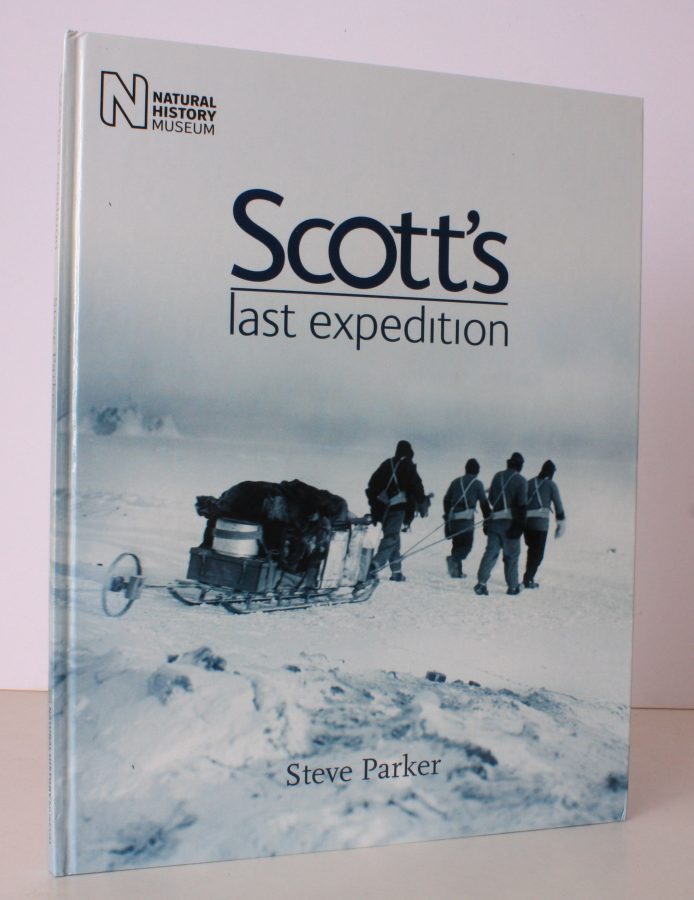 N NATURAL
HISTORY
MUSEUM
Scott's
last expedition
Steve Parker